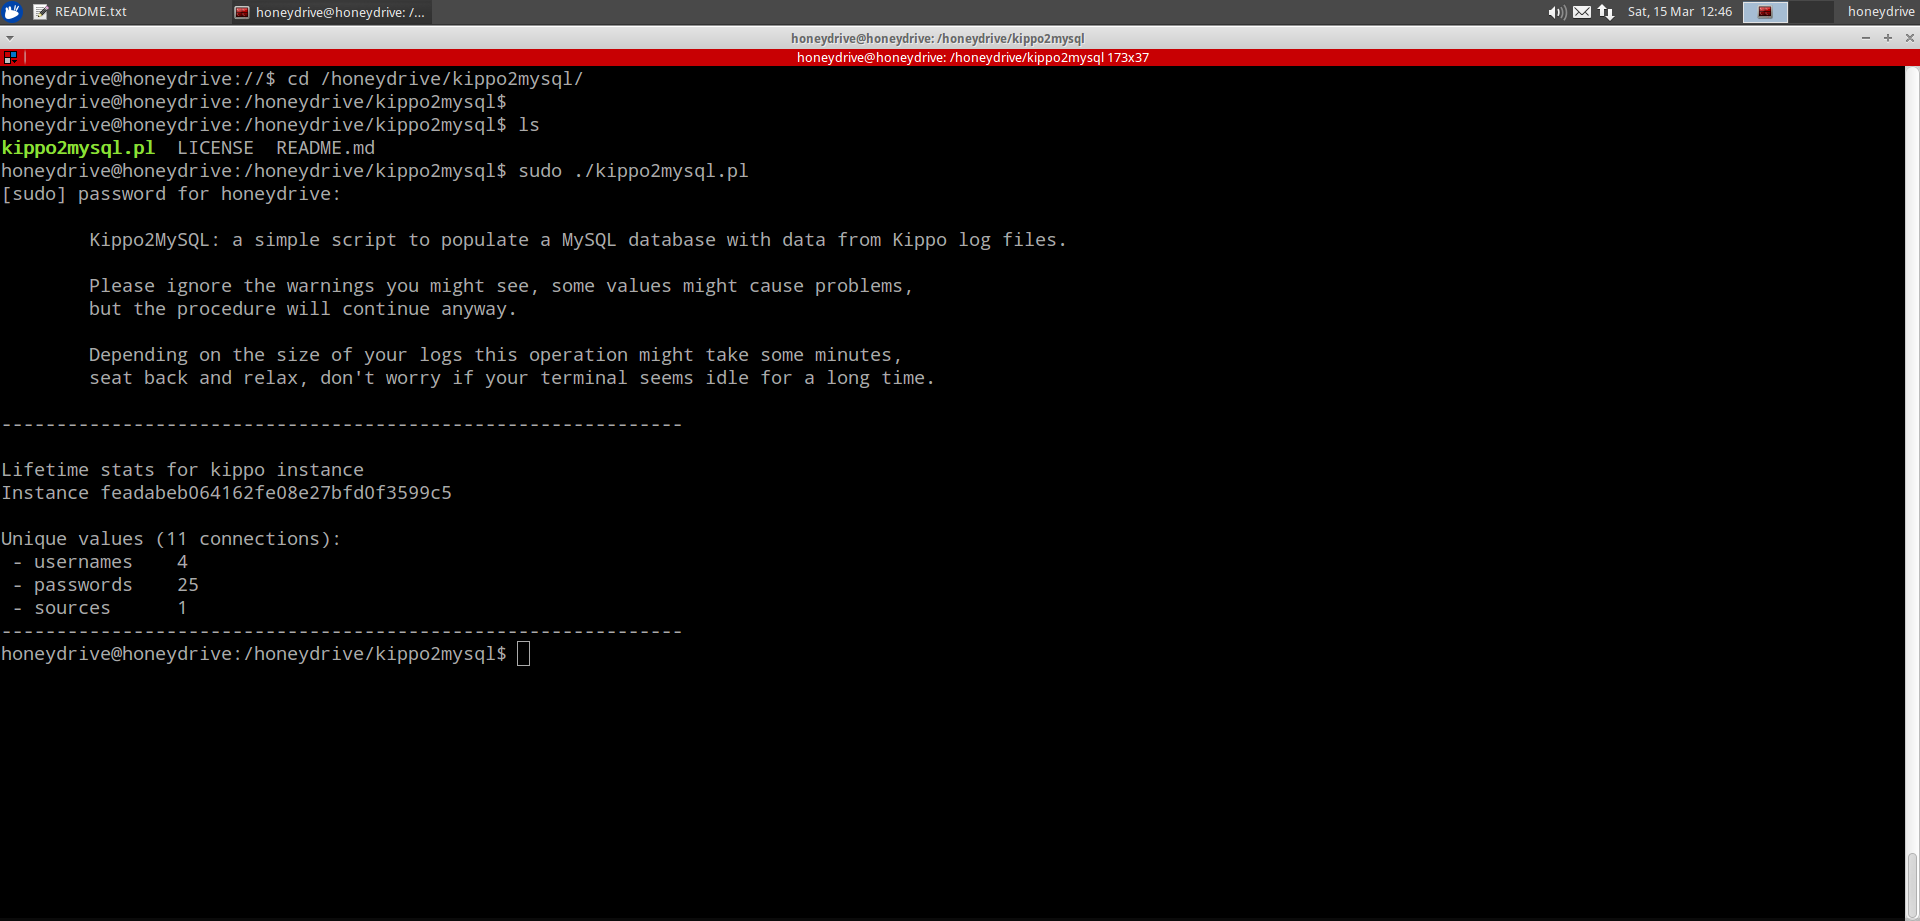 README.txt
honeydrive@honeydrive: /...
Sat, 15 Mar 12:46
honeydrive
honeydrive@honeydrive: /honeydrive/kippo2mysql
honeydrive@honeydrive: /honeydrive/kippo2mysql 173x37
honeydrive@honeydrive://$ cd /honeydrive/kippo2mysql/
honeydrive@honeydrive:/honeydrive/kippo2mysql$
honeydrive@honeydrive:/honeydrive/kippo2mysql$ ls
kippo2mysql.pl  LICENSE  README.md
honeydrive@honeydrive:/honeydrive/kippo2mysql$ sudo ./kippo2mysql.pl
[sudo] password for honeydrive:
Kippo2MySQL: a simple script to populate a MySQL database with data from Kippo log files.
Please ignore the warnings you might see, some values might cause problems,
but the procedure will continue anyway.
Depending on the size of your logs this operation might take some minutes,
seat back and relax, don't worry if your terminal seems idle for a long time.
--------------------------------------------------------------
Lifetime stats for kippo instance
Instance feadabeb064162fe08e27bfd0f3599c5
Unique values (11 connections):
- usernames    4
- passwords    25
- sources      1
--------------------------------------------------------------
honeydrive@honeydrive:/honeydrive/kippo2mysql$